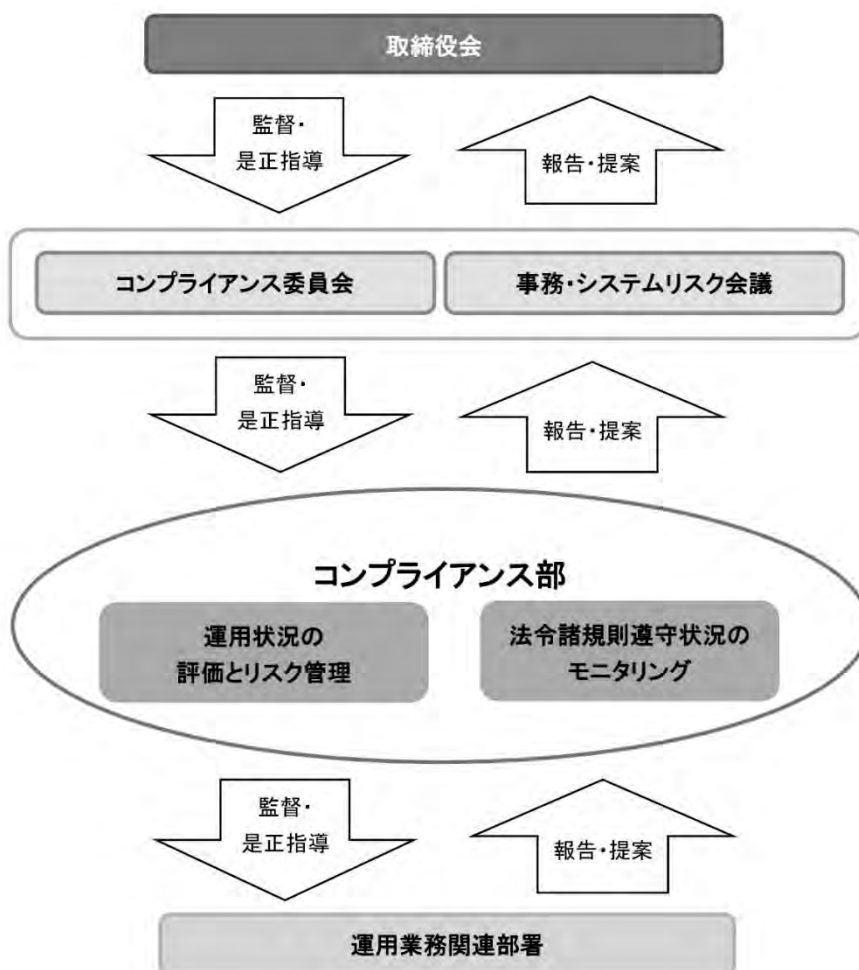 取締役会
監督・
是正指導
報告・提案
コンプライアンス委員会
事務・システムリスク会議
監督・
是正指導
報告・提案
コンプライアンス部
運用状況の
評価とリスク管理
法令諸規則遵守状況の
モニタリング
監督・
是正指導
報告・提案
運用業務関連部署